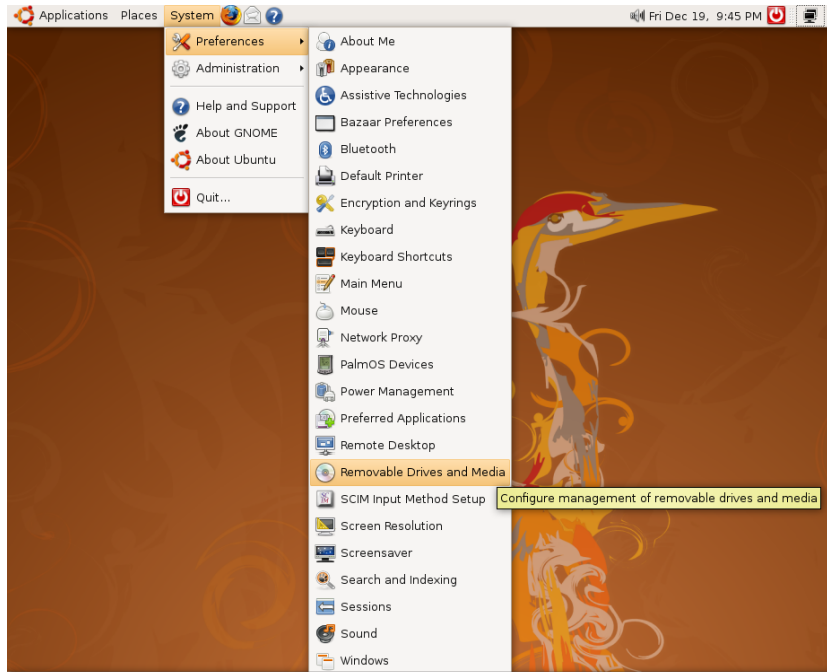 Applications Places System Fri Dec 19, 9:45 PM
Preferences
Administration
Help and Support
About GNOME
About Ubuntu
Quit...
About Me
Appearance
Assistive Technologies
Bazaar Preferences
Bluetooth
Default Printer
Encryption and Keyrings
Keyboard
Keyboard Shortcuts
Main Menu
Mouse
Network Proxy
PalmOS Devices
Power Management
Preferred Applications
Remote Desktop
Removable Drives and Media
SCIM Input Method Setup
Configure management of removable drives and media
Screen Resolution
Screensaver
Search and Indexing
Sessions
Sound
Windows